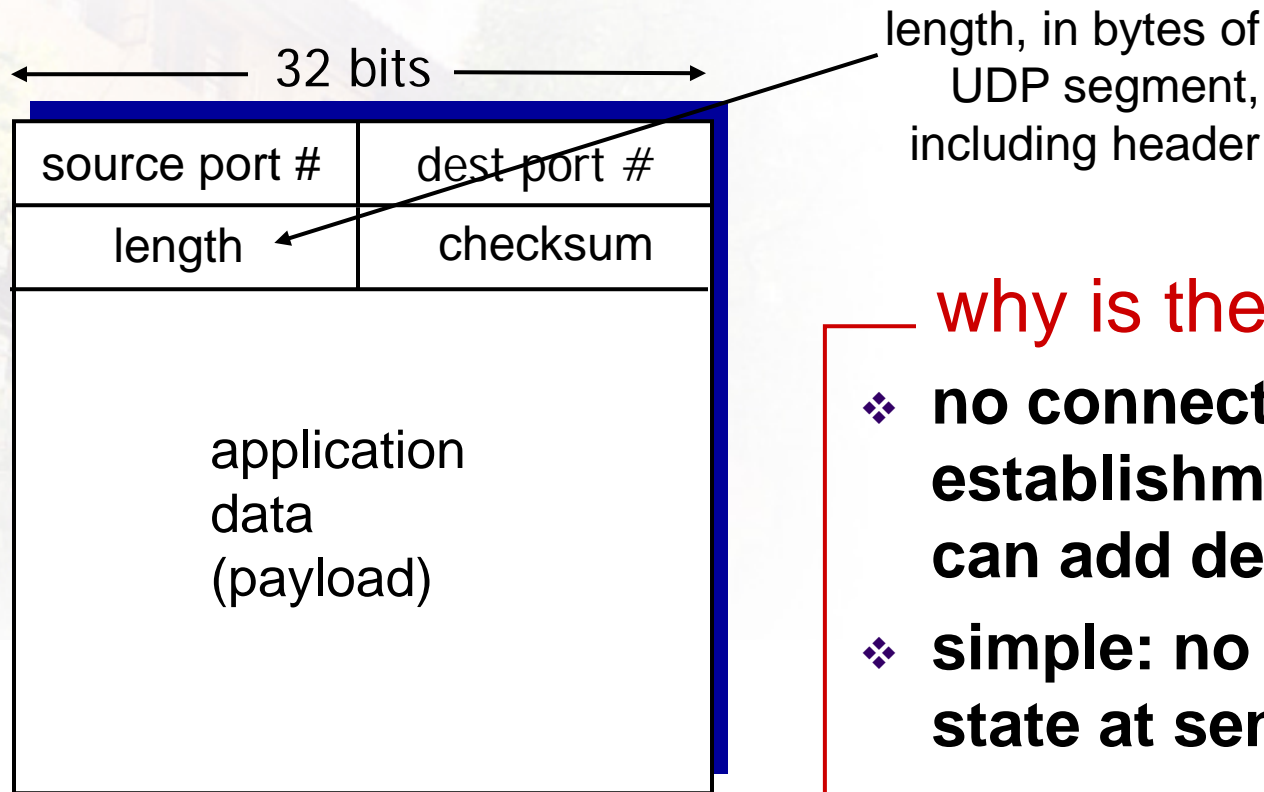 32 bits
source port #
dest port #
length
checksum
application
data
(payload)
length, in bytes of
UDP segment,
including header
why is the
no connect
establishm
can add de
simple: no
state at ser